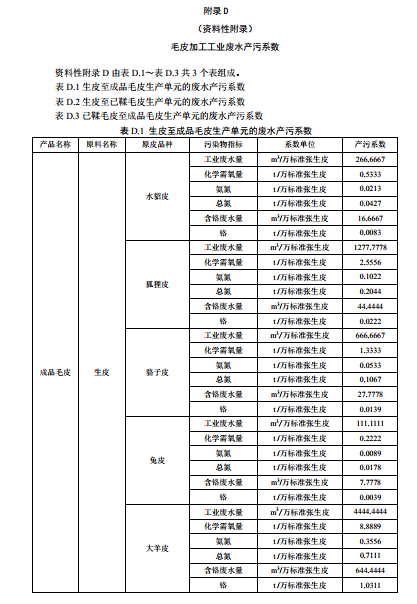 附录 D
（资料性附录）
毛皮加工工业废水产污系数
资料性附录 D 由表 D.1～表 D.3 共 3 个表组成。
表 D.1 生皮至成品毛皮生产单元的废水产污系数
表 D.2 生皮至已鞣毛皮生产单元的废水产污系数
表 D.3 已鞣毛皮至成品毛皮生产单元的废水产污系数
表 D.1 生皮至成品毛皮生产单元的废水产污系数
产品名称 原料名称 原皮品种 污染物指标 系数单位 产污系数
成品毛皮 生皮 水貂皮 工业废水量 m³/万标准张生皮 266.6667
化学需氧量 t/万标准张生皮 0.5333
氨氮 t/万标准张生皮 0.0213
总氮 t/万标准张生皮 0.0427
含铬废水量 m³/万标准张生皮 16.6667
铬 t/万标准张生皮 0.0083
狐狸皮 工业废水量 m³/万标准张生皮 1277.7778
化学需氧量 t/万标准张生皮 2.5556
氨氮 t/万标准张生皮 0.1022
总氮 t/万标准张生皮 0.2044
含铬废水量 m³/万标准张生皮 44.4444
铬 t/万标准张生皮 0.0222
貉子皮 工业废水量 m³/万标准张生皮 666.6667
化学需氧量 t/万标准张生皮 1.3333
氨氮 t/万标准张生皮 0.0533
总氮 t/万标准张生皮 0.1067
含铬废水量 m³/万标准张生皮 27.7778
铬 t/万标准张生皮 0.0139
兔皮 工业废水量 m³/万标准张生皮 111.1111
化学需氧量 t/万标准张生皮 0.2222
氨氮 t/万标准张生皮 0.0089
总氮 t/万标准张生皮 0.0178
含铬废水量 m³/万标准张生皮 7.7778
铬 t/万标准张生皮 0.0039
大羊皮 工业废水量 m³/万标准张生皮 4444.4444
化学需氧量 t/万标准张生皮 8.8889
氨氮 t/万标准张生皮 0.3556
总氮 t/万标准张生皮 0.7111
含铬废水量 m³/万标准张生皮 644.4444
铬 t/万标准张生皮 1.0311